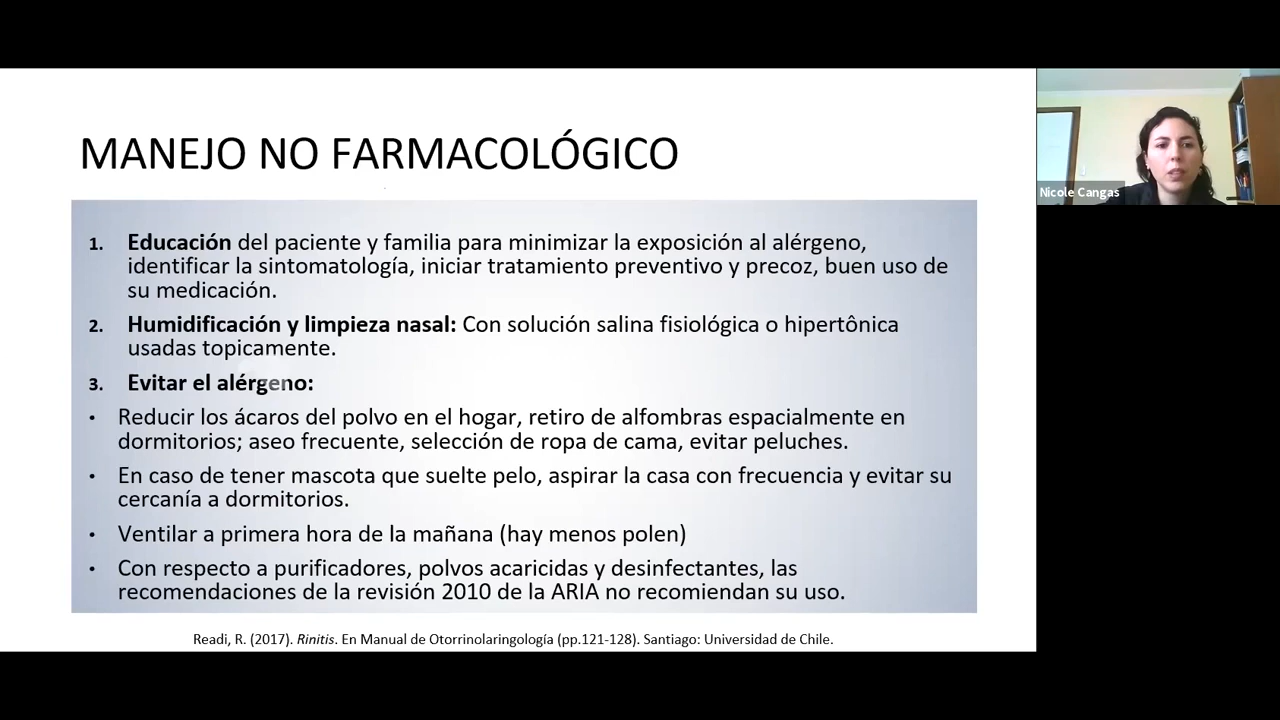 MANEJO NO FARMACOLÓGICO
1. Educación del paciente y familia para minimizar la exposición al alérgeno,
identificar la sintomatología, iniciar tratamiento preventivo y precoz, buen uso de
su medicación.
2. Humidificación y limpieza nasal: Con solución salina fisiológica o hipertônica
usadas topicamente.
3. Evitar el alérgeno:
• Reducir los ácaros del polvo en el hogar, retiro de alfombras espacialmente en
dormitorios; aseo frecuente, selección de ropa de cama, evitar peluches.
• En caso de tener mascota que suelte pelo, aspirar la casa con frecuencia y evitar su
cercanía a dormitorios.
• Ventilar a primera hora de la mañana (hay menos polen)
• Con respecto a purificadores, polvos acaricidas y desinfectantes, las
recomendaciones de la revisión 2010 de la ARIA no recomiendan su uso.
Readi, R. (2017). Rinitis. En Manual de Otorrinolaringología (pp.121-128). Santiago: Universidad de Chile.
Nicole Cangas